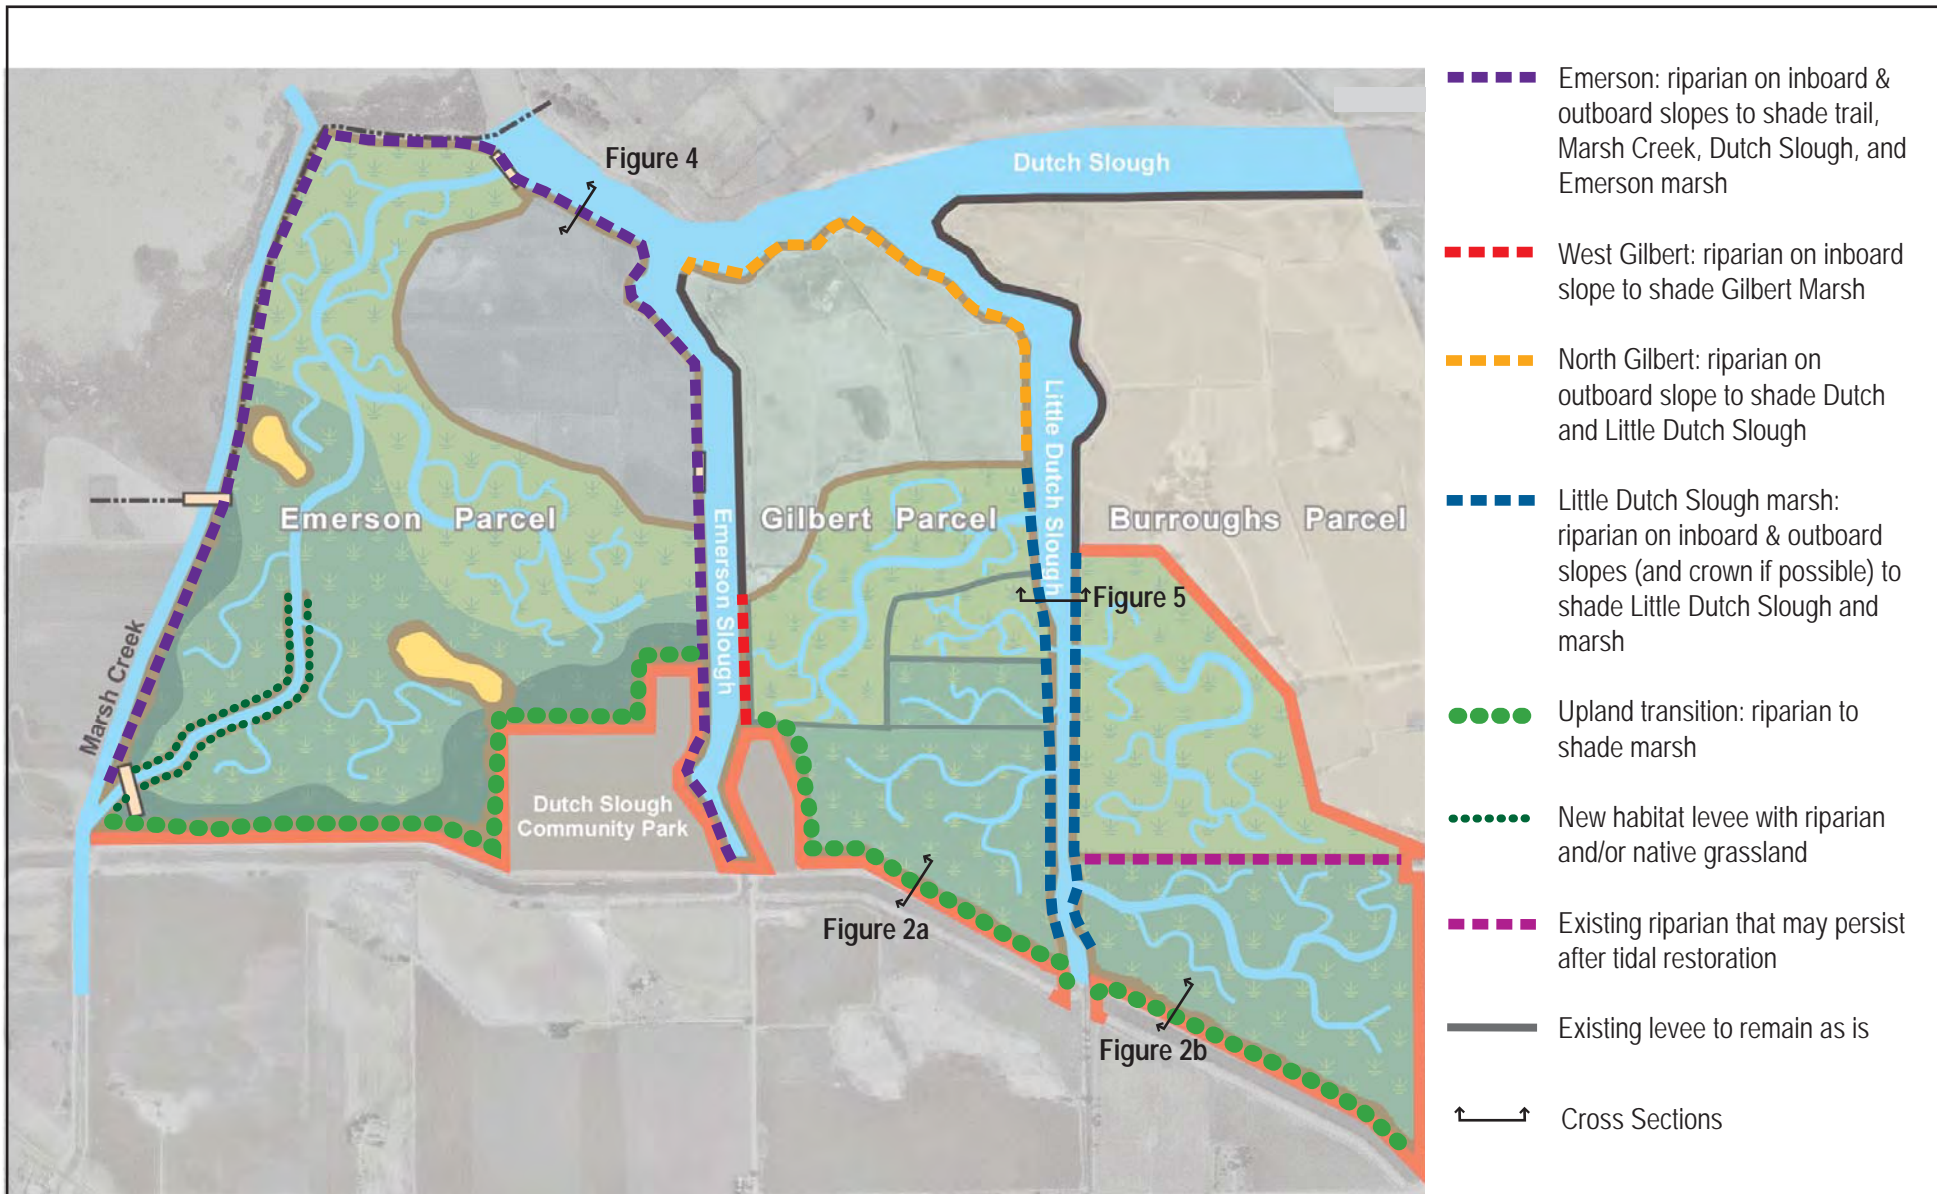 Figure 4
Dutch Slough
Little Dutch Slough
Emerson Parcel
Gilbert Parcel
Burroughs Parcel
Emerson Slough
Figure 5
Marsh Creek
Dutch Slough
Community Park
Figure 2a
Figure 2b
Emerson: riparian on inboard &
outboard slopes to shade trail,
Marsh Creek, Dutch Slough, and
Emerson marsh
West Gilbert: riparian on inboard
slope to shade Gilbert Marsh
North Gilbert: riparian on
outboard slope to shade Dutch
and Little Dutch Slough
Little Dutch Slough marsh:
riparian on inboard & outboard
slopes (and crown if possible) to
shade Little Dutch Slough and
marsh
Upland transition: riparian to
shade marsh
New habitat levee with riparian
and/or native grassland
Existing riparian that may persist
after tidal restoration
Existing levee to remain as is
Cross Sections